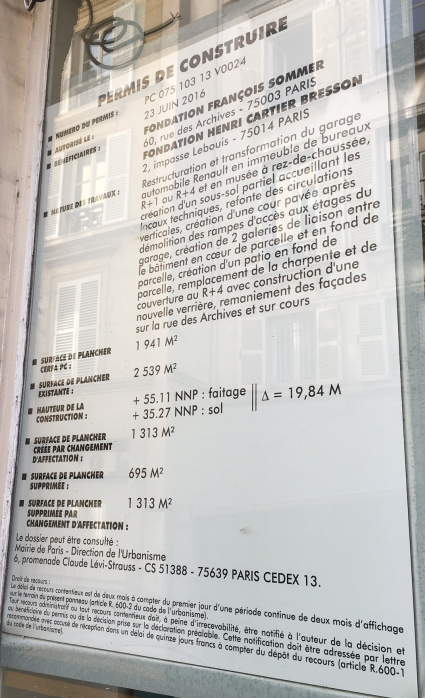 PERMIS DE CONSTRUIRE
■ NUMERO DU PERMIS : PC 075 103 13 V0024
■ AUTORISE LE : 23 JUIN 2016
■ BÉNÉFICIAIRES : FONDATION FRANÇOIS SOMMER
60, rue des Archives - 75003 PARIS
FONDATION HENRI CARTIER BRESSON
2, impasse Lebouis - 75014 PARIS
■ NATURE DES TRAVAUX : Restructuration et transformation du garage
automobile Renault en immeuble de bureaux
R+1 au R+4 et en musée à rez-de-chaussée,
création d'un sous-sol partiel accueillant les
locaux techniques, refonte des circulations
verticales, création d'une cour pavée après
démolition des rampes d'accès aux étages du
garage, création de 2 galeries de liaison entre
le bâtiment en cœur de parcelle et en fond de
parcelle, création d'un patio en fond de
parcelle, remplacement de la charpente et de
couverture au R+4 avec construction d'une
nouvelle verrière, remaniement des façades
sur la rue des Archives et sur cours
■ SURFACE DE PLANCHER
CERFA PC : 1 941 M²
■ SURFACE DE PLANCHER
EXISTANTE : 2 539 M²
■ HAUTEUR DE LA
CONSTRUCTION : + 55.11 NNP : faitage
+ 35.27 NNP : sol
Δ = 19,84 M
■ SURFACE DE PLANCHER
CRÉÉE PAR CHANGEMENT
D'AFFECTATION : 1 313 M²
■ SURFACE DE PLANCHER
SUPPRIMÉE : 695 M²
■ SURFACE DE PLANCHER
SUPPRIMÉE PAR
CHANGEMENT D'AFFECTATION : 1 313 M²
Le dossier peut être consulté :
Mairie de Paris - Direction de l'Urbanisme
6, promenade Claude Lévi-Strauss - CS 51388 - 75639 PARIS CEDEX 13.
Droit de recours :
Le délai de recours contentieux est de deux mois à compter du premier jour d'une période continue de deux mois d'affichage
sur le terrain du présent panneau (article R. 600-2 du code de l'urbanisme).
Tout recours administratif ou tout recours contentieux doit, à peine d'irrecevabilité, être notifié à l'auteur de la décision et
au bénéficiaire du permis ou de la décision prise sur la déclaration préalable. Cette notification doit être adressée par lettre
recommandée avec accusé de réception dans un délai de quinze jours francs à compter du dépôt du recours (article R.600-1
du code de l'urbanisme).